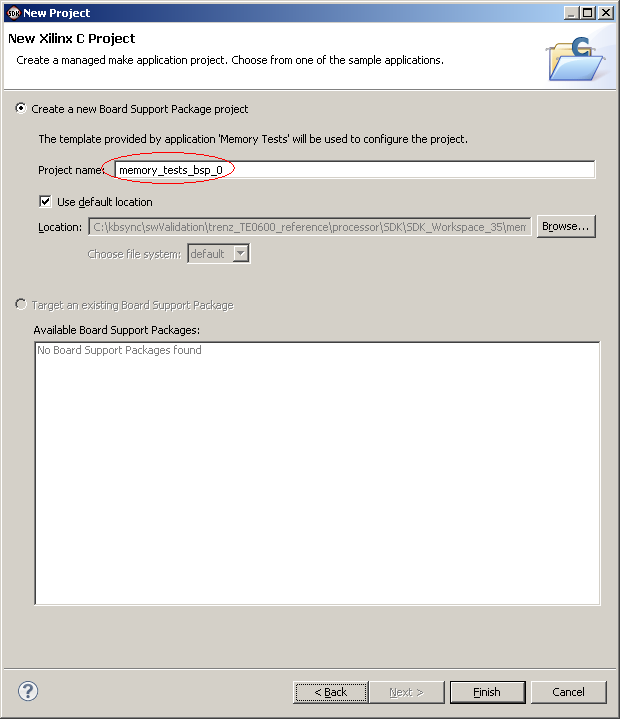 SDK New Project
New Xilinx C Project
Create a managed make application project. Choose from one of the sample applications.
C
Create a new Board Support Package project
The template provided by application 'Memory Tests' will be used to configure the project.
Project name: memory_tests_bsp_0
Use default location
Location: C:\kbsync\swValidation\trenz_TE0600_reference\processor\SDK\SDK_Workspace_35\mem Browse...
Choose file system: default
Target an existing Board Support Package
Available Board Support Packages:
No Board Support Packages found
? < Back Next > Finish Cancel